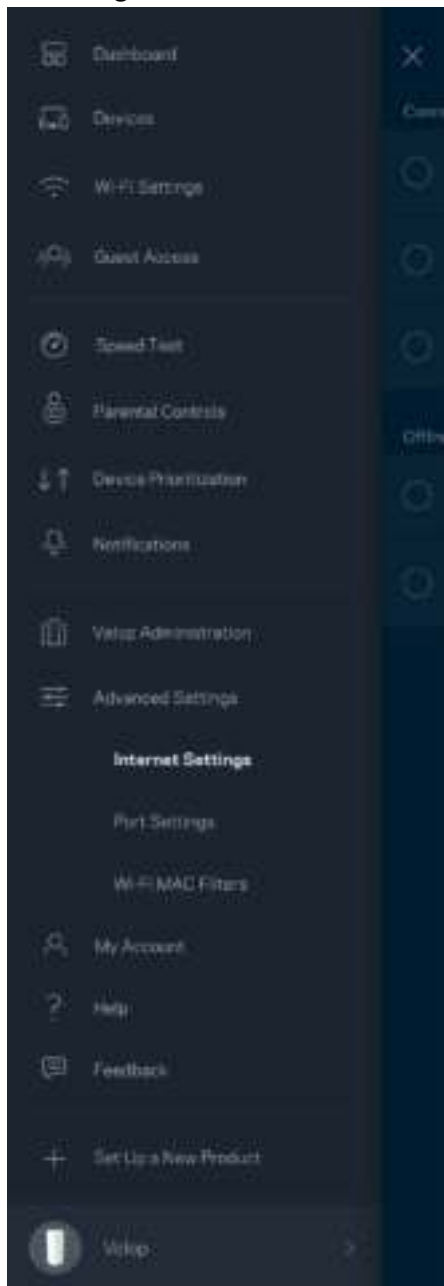 Dashboard
Devices
Wi-Fi Settings
Guest Access
Speed Test
Parental Controls
Device Prioritization
Notifications
Velop Administration
Advanced Settings
Internet Settings
Port Settings
Wi-Fi MAC Filters
My Account
Help
Feedback
Set Up a New Product
Velop